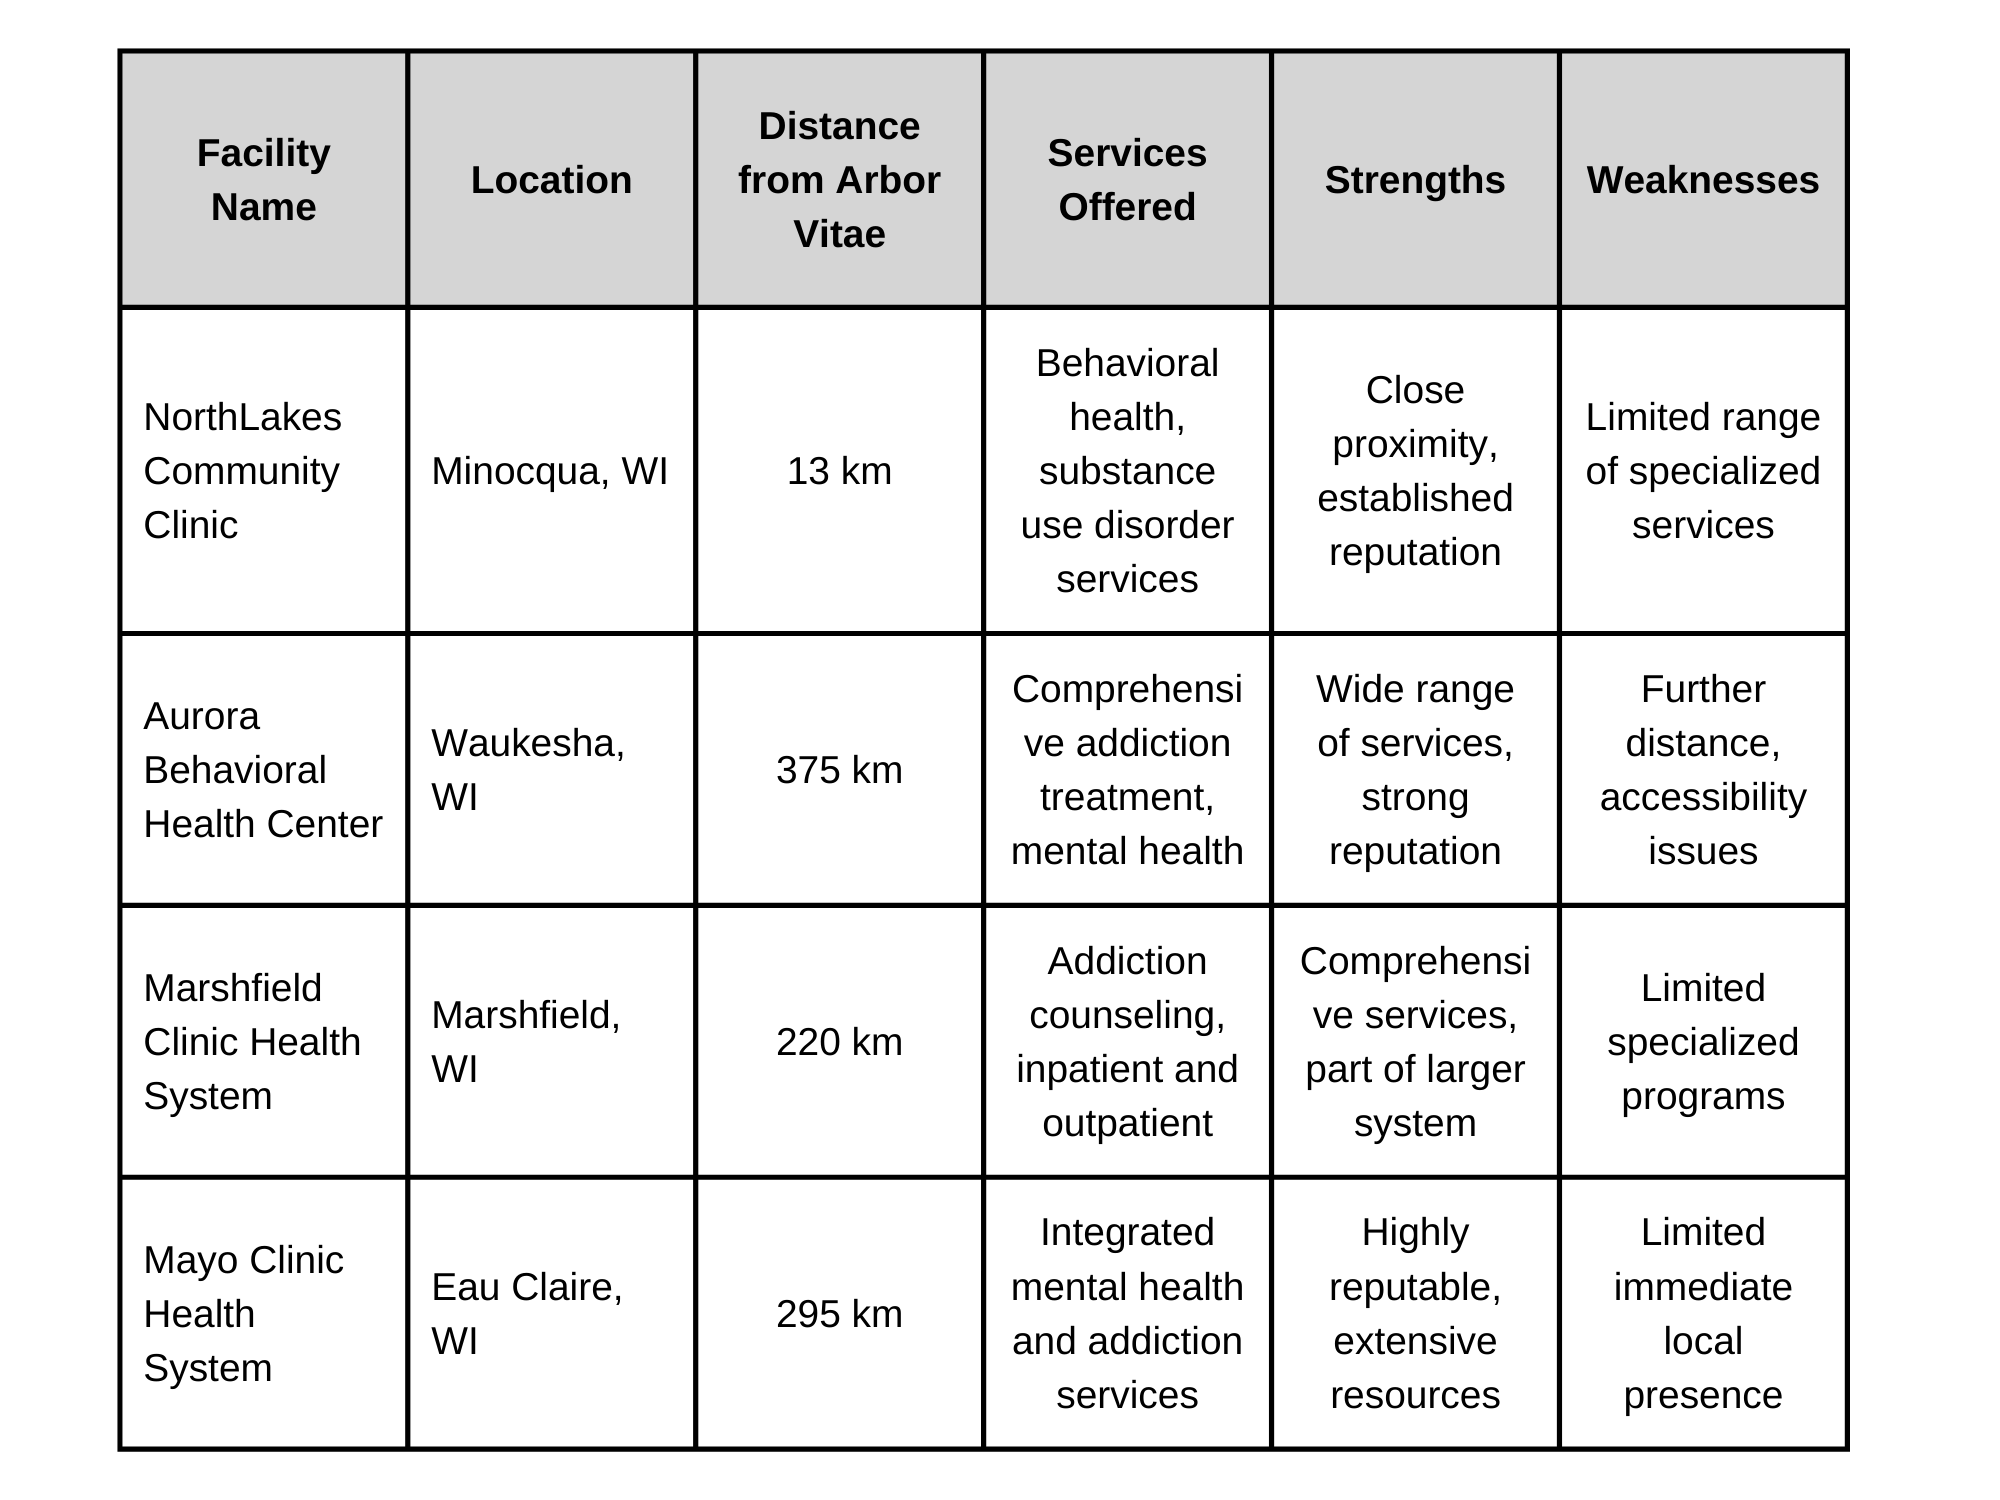 Facility
Name
Location
Distance
from Arbor
Vitae
Services
Offered
Strengths
Weaknesses
NorthLakes
Community
Clinic
Minocqua, WI
13 km
Behavioral
health,
substance
use disorder
services
Close
proximity,
established
reputation
Limited range
of specialized
services
Aurora
Behavioral
Health Center
Waukesha,
WI
375 km
Comprehensi
ve addiction
treatment,
mental health
Wide range
of services,
strong
reputation
Further
distance,
accessibility
issues
Marshfield
Clinic Health
System
Marshfield,
WI
220 km
Addiction
counseling,
inpatient and
outpatient
Comprehensi
ve services,
part of larger
system
Limited
specialized
programs
Mayo Clinic
Health
System
Eau Claire,
WI
295 km
Integrated
mental health
and addiction
services
Highly
reputable,
extensive
resources
Limited
immediate
local
presence